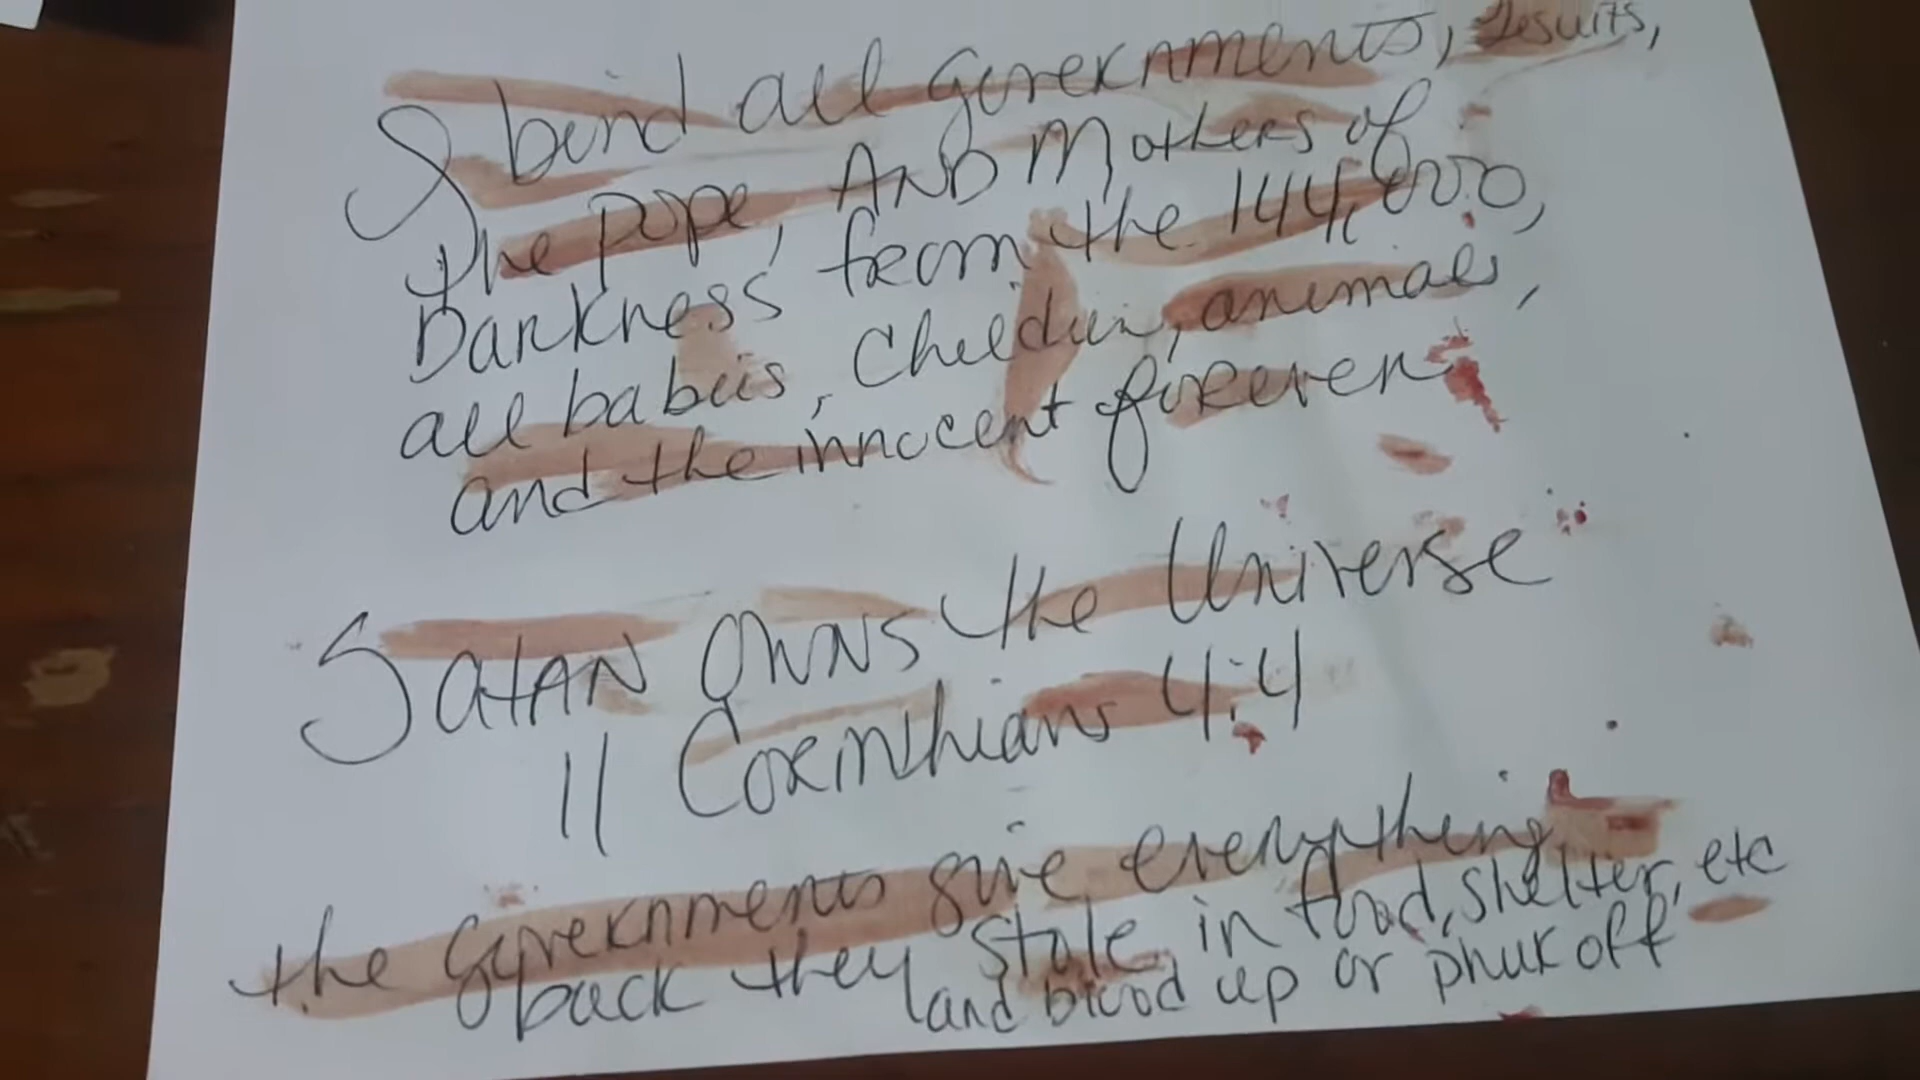 I bind all governments, Jesuits,
the pope, AND Mothers of
Darkness from the 144,000,
all babies, Children, animals,
and the innocent forever
SatAN OWNS the Universe
11 Corinthians 4:4
the governments give everything
back they stole in food, shelter, etc
and blood up or phuk off